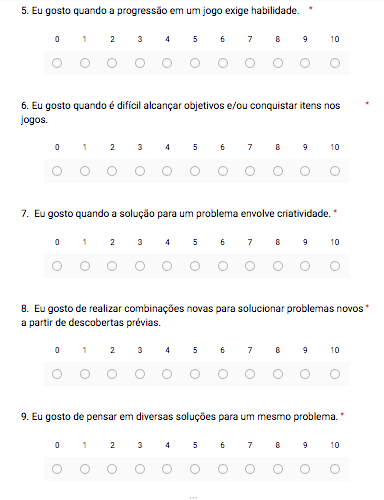 5. Eu gosto quando a progressão em um jogo exige habilidade. *
0 1 2 3 4 5 6 7 8 9 10
6. Eu gosto quando é difícil alcançar objetivos e/ou conquistar itens nos *
jogos.
0 1 2 3 4 5 6 7 8 9 10
7. Eu gosto quando a solução para um problema envolve criatividade. *
0 1 2 3 4 5 6 7 8 9 10
8. Eu gosto de realizar combinações novas para solucionar problemas novos *
a partir de descobertas prévias.
0 1 2 3 4 5 6 7 8 9 10
9. Eu gosto de pensar em diversas soluções para um mesmo problema. *
0 1 2 3 4 5 6 7 8 9 10
...